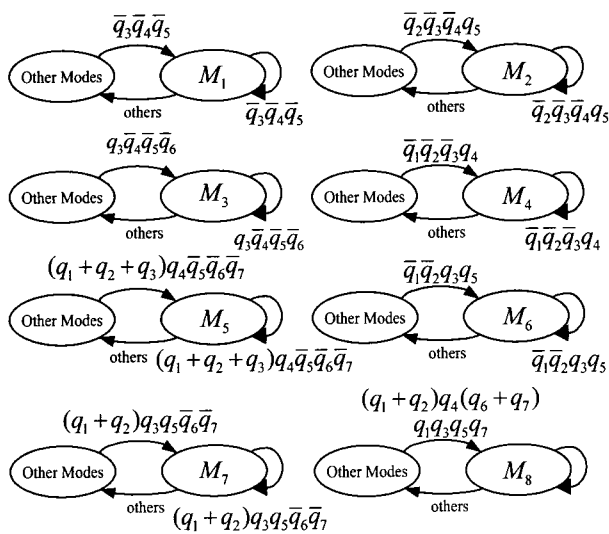 q̅₃q̅₄q̅₅
Other Modes
M₁
others
q̅₃q̅₄q̅₅
q̅₂q̅₃q̅₄q₅
Other Modes
M₂
others
q̅₂q̅₃q̅₄q₅
q₃q̅₄q̅₅q̅₆
Other Modes
M₃
others
q₃q̅₄q̅₅q̅₆
q̅₁q̅₂q̅₃q₄
Other Modes
M₄
others
q̅₁q̅₂q̅₃q₄
(q₁+q₂+q₃)q₄q̅₅q̅₆q̅₇
Other Modes
M₅
others
(q₁+q₂+q₃)q₄q̅₅q̅₆q̅₇
q̅₁q̅₂q₃q₅
Other Modes
M₆
others
q̅₁q̅₂q₃q₅
(q₁+q₂)q₃q₅q̅₆q̅₇
Other Modes
M₇
others
(q₁+q₂)q₃q₅q̅₆q̅₇
(q₁+q₂)q₄(q₆+q₇)
q₁q₃q₅q₇
Other Modes
M₈
others